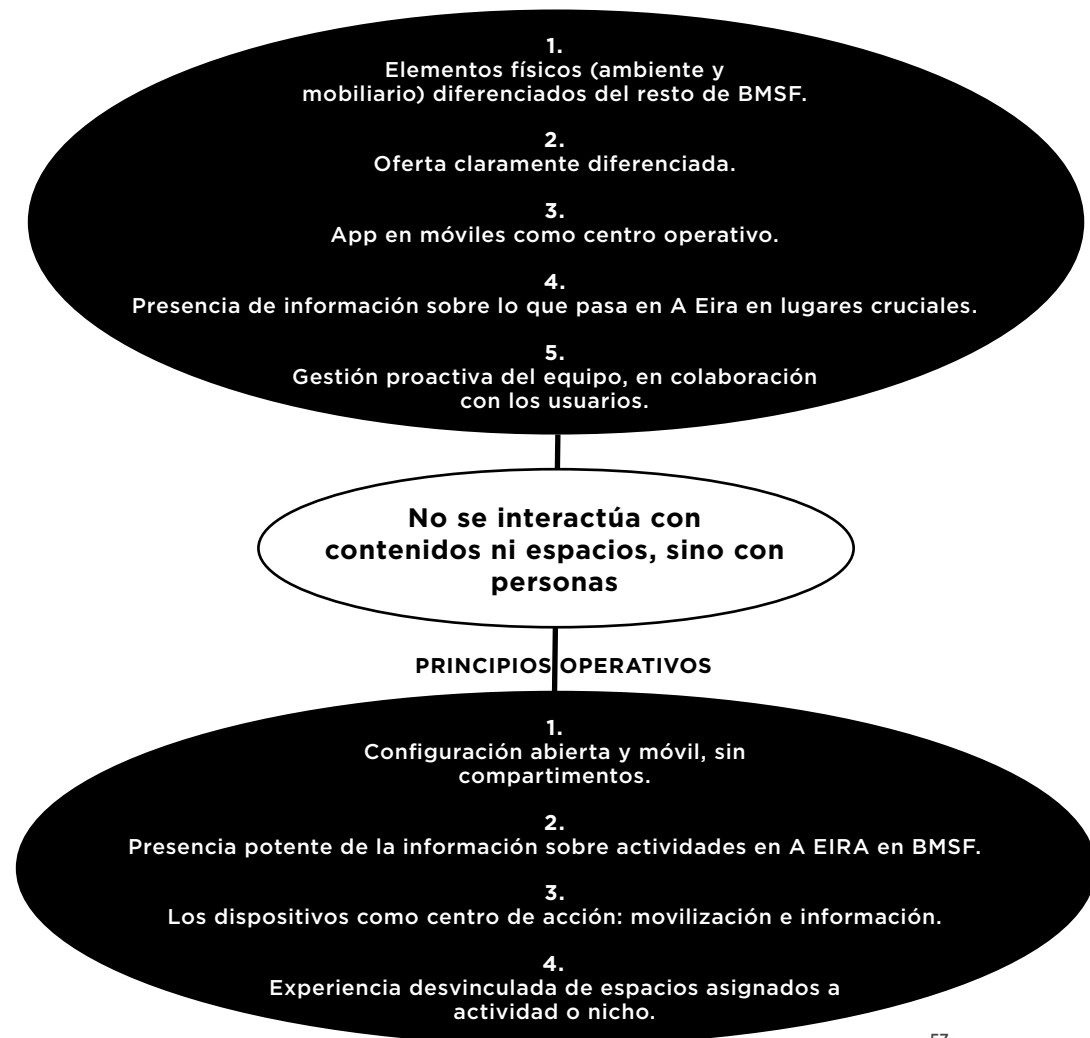 1.
Elementos físicos (ambiente y
mobiliario) diferenciados del resto de BMSF.
2.
Oferta claramente diferenciada.
3.
App en móviles como centro operativo.
4.
Presencia de información sobre lo que pasa en A Eira en lugares cruciales.
5.
Gestión proactiva del equipo, en colaboración
con los usuarios.
No se interactúa con
contenidos ni espacios, sino con
personas
PRINCIPIOS OPERATIVOS
1.
Configuración abierta y móvil, sin
compartimentos.
2.
Presencia potente de la información sobre actividades en A EIRA en BMSF.
3.
Los dispositivos como centro de acción: movilización e información.
4.
Experiencia desvinculada de espacios asignados a
actividad o nicho.